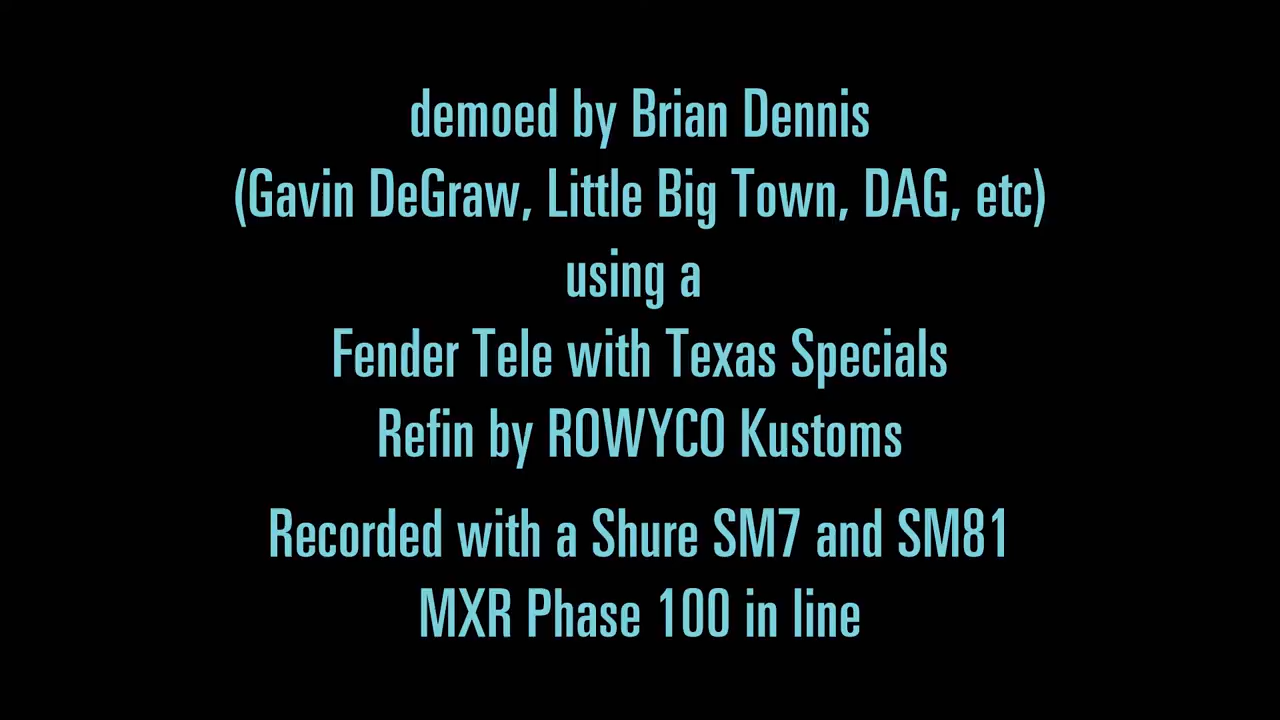 demoed by Brian Dennis
(Gavin DeGraw, Little Big Town, DAG, etc)
using a
Fender Tele with Texas Specials
Refin by ROWYCO Kustoms
Recorded with a Shure SM7 and SM81
MXR Phase 100 in line